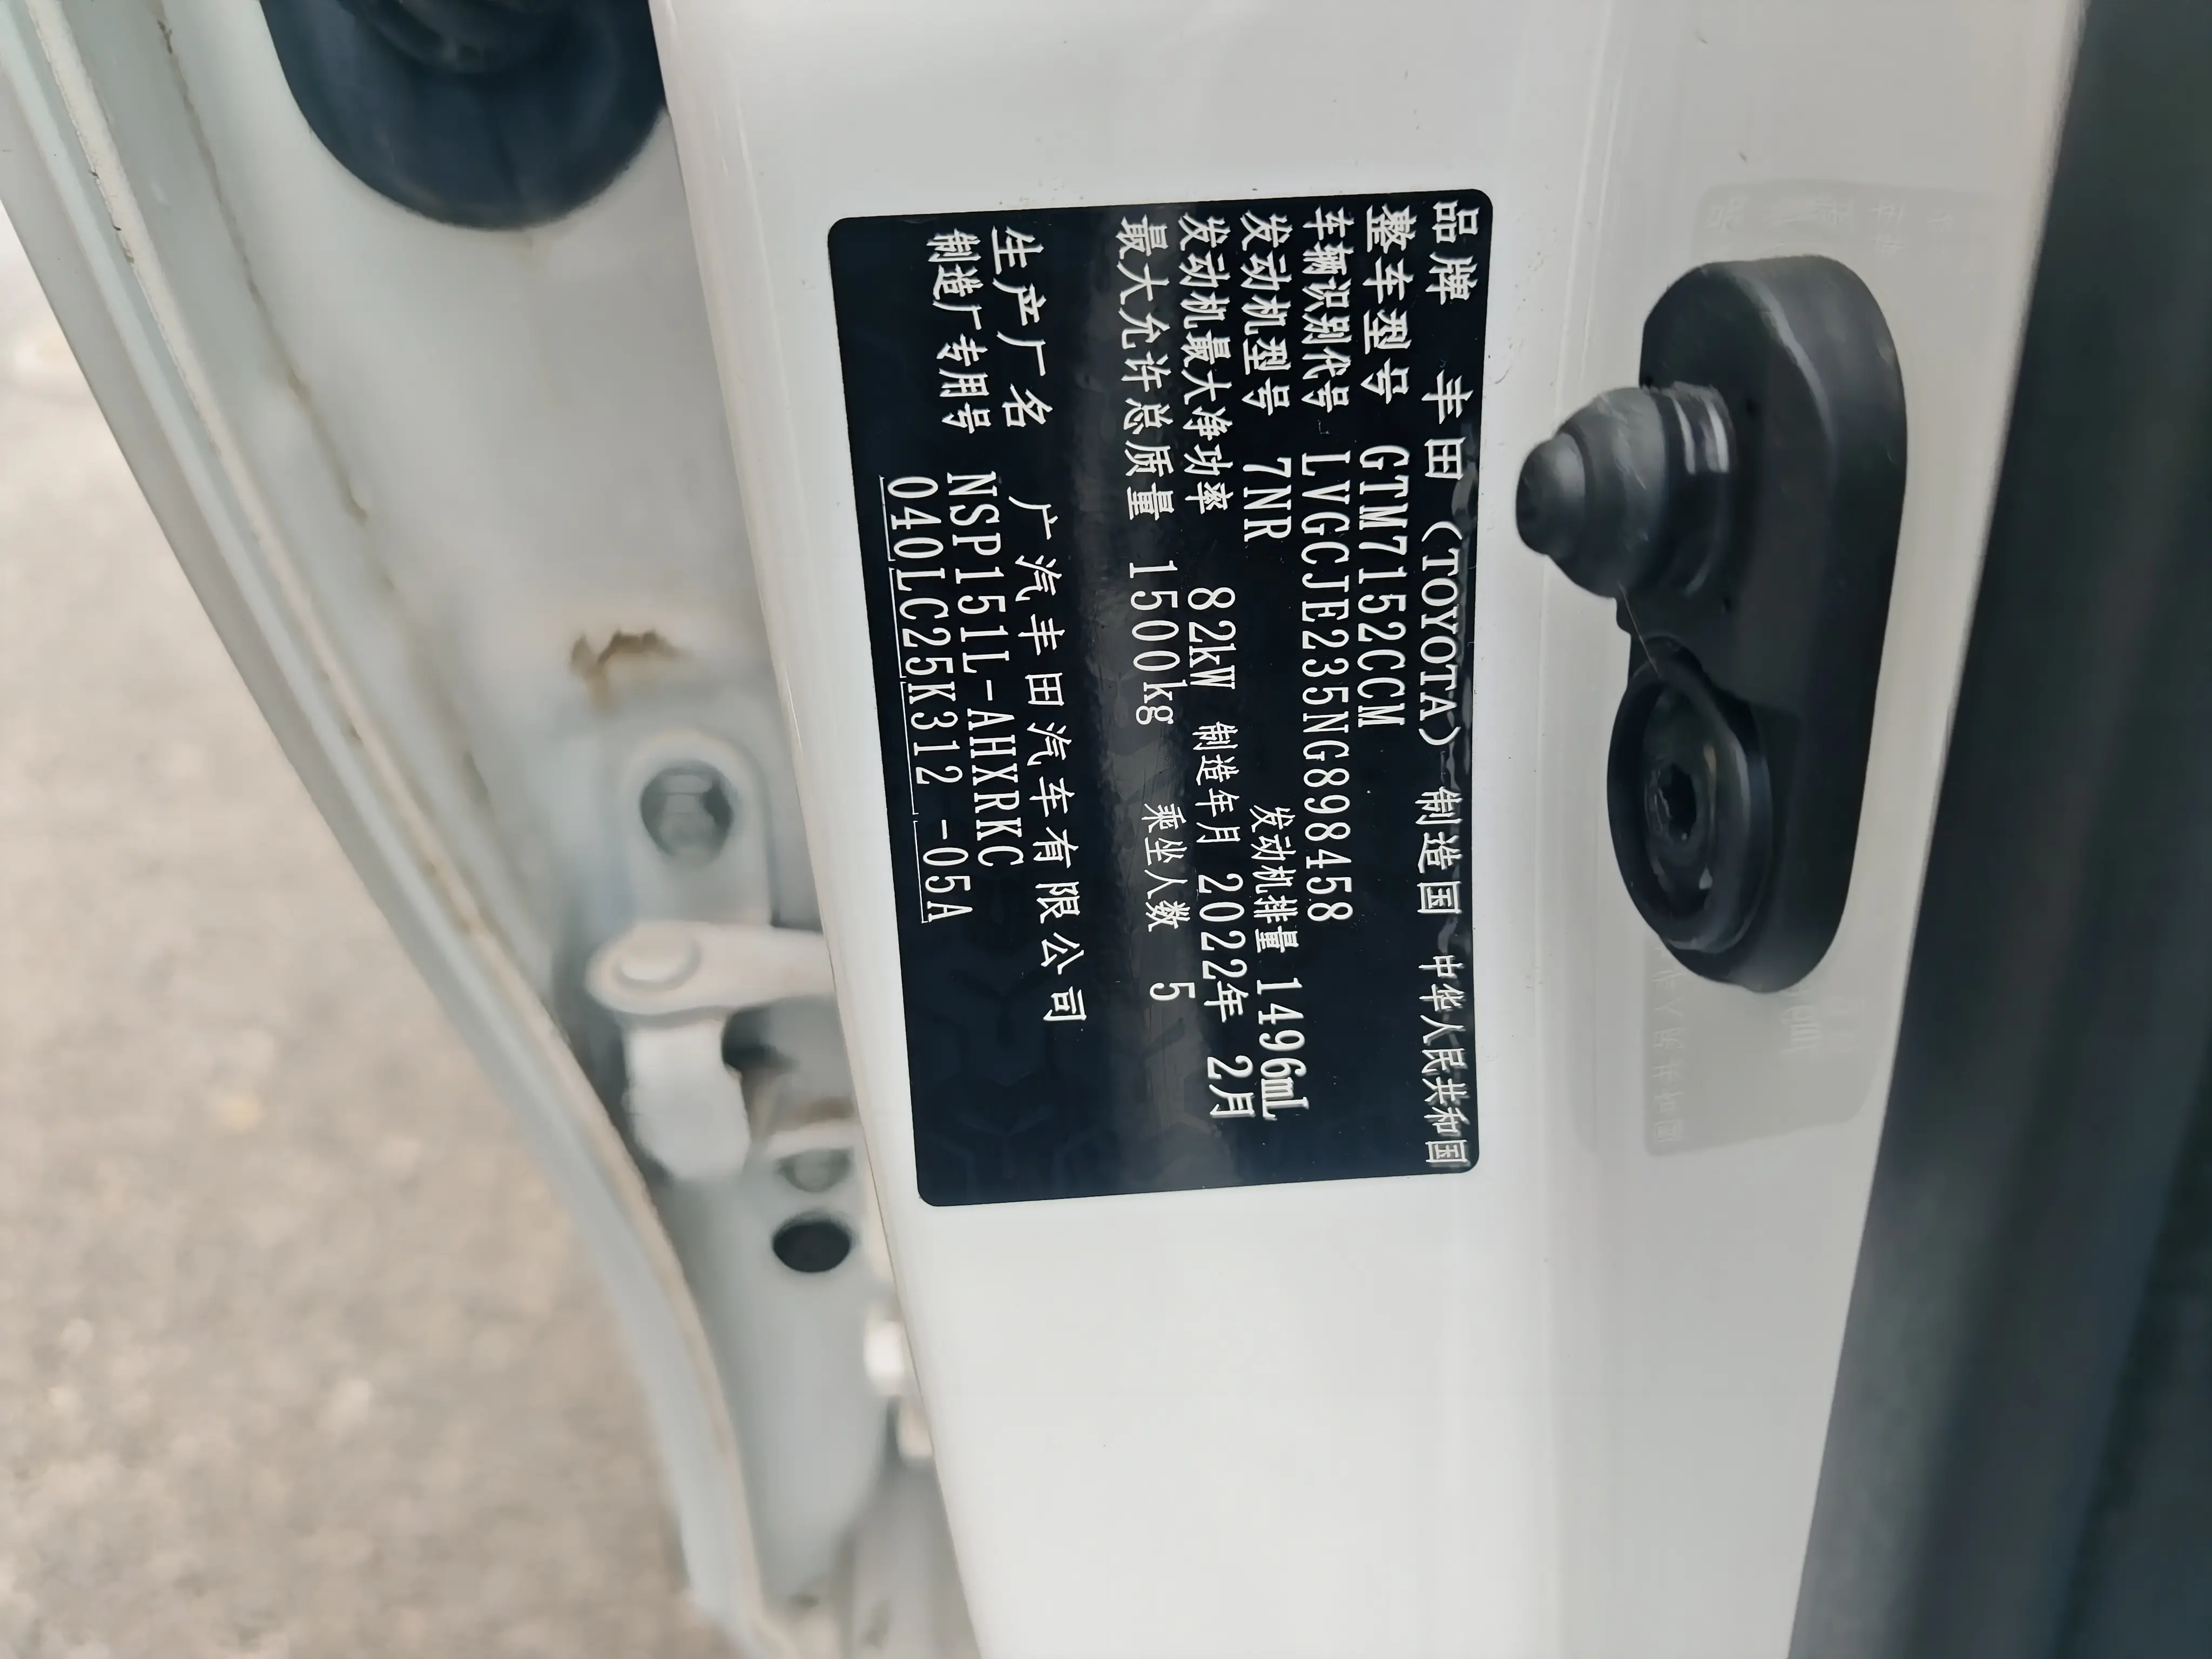 品牌 丰田（TOYOTA） 制造国 中华人民共和国
整车型号 GTM7152CCM
车辆识别代号 LVGCJE235NG898458
发动机型号 7NR 发动机排量 1496mL
发动机最大净功率 82kW 制造年月 2022年 2月
最大允许总质量 1500kg 乘坐人数 5
生产厂名 广汽丰田汽车有限公司
制造厂专用号 NSP151L-AHXRKC
040LC25K312 -05A